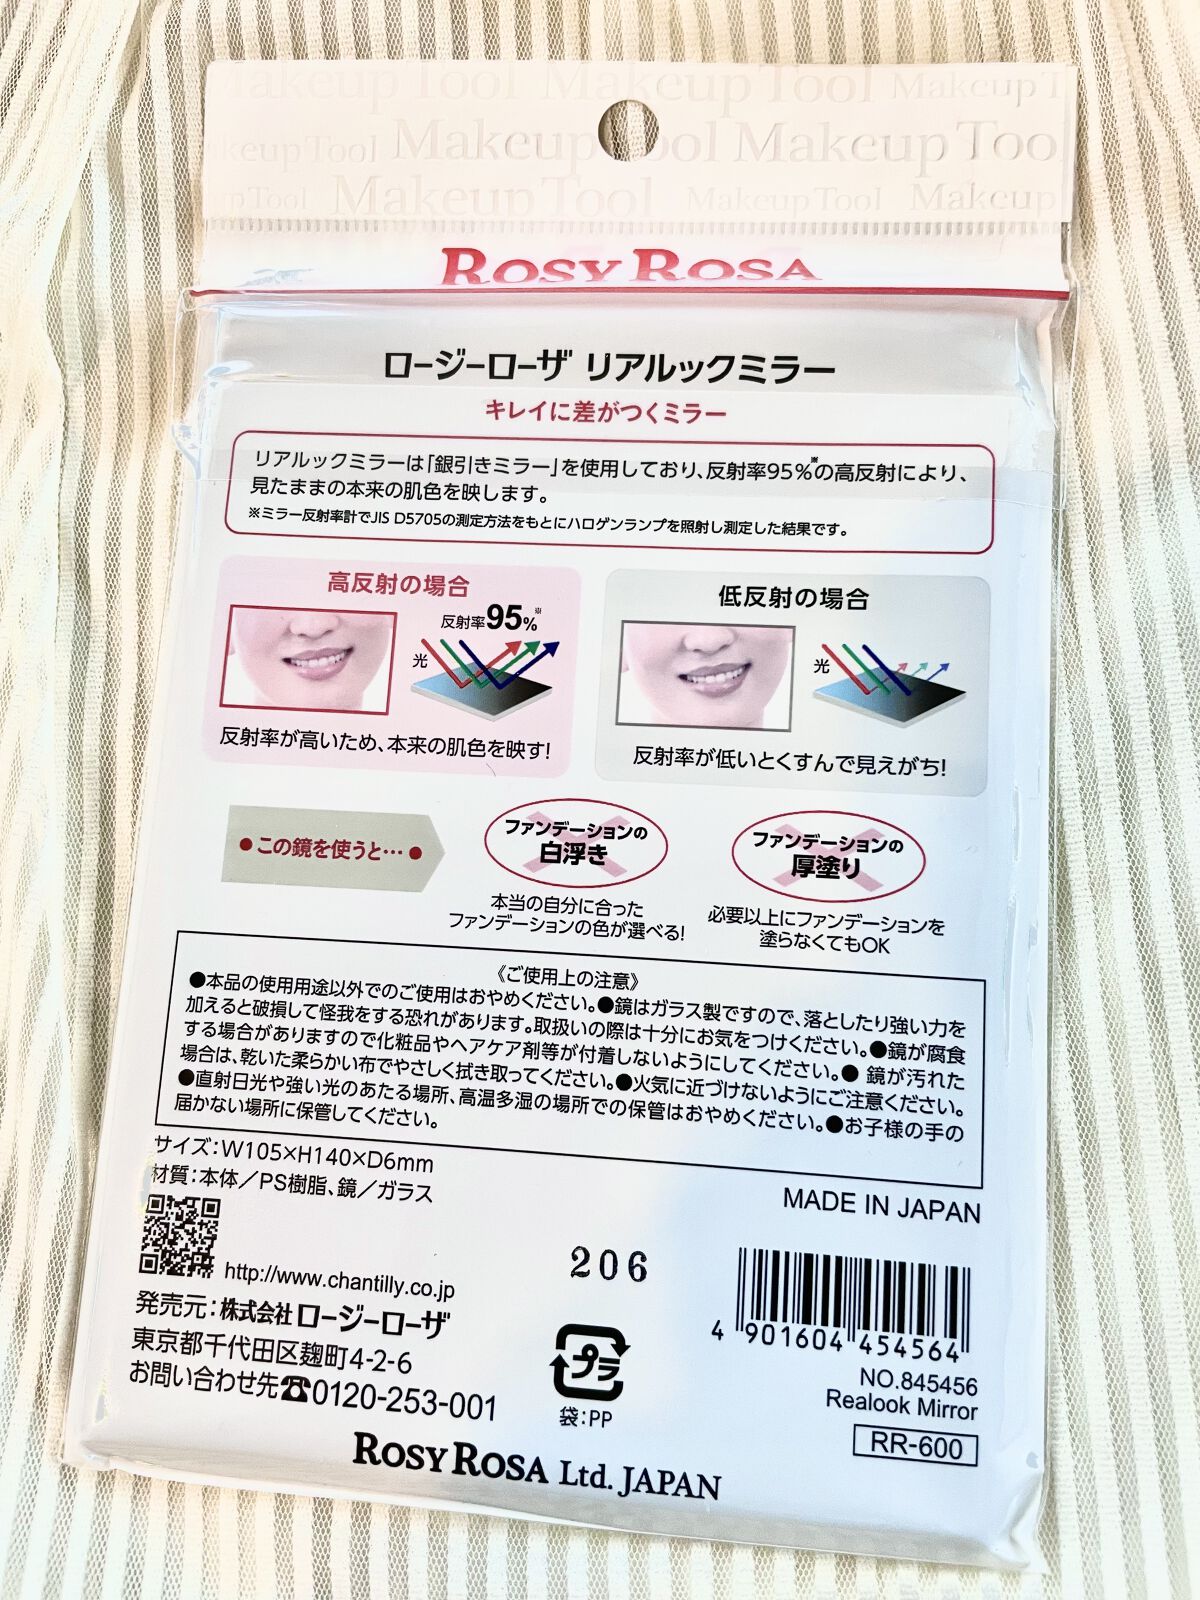 Makeup Tool Makeup Tool Makeup T
keup Tool Makeup ool Makeup Too
Tool Makeup Tool Makeup Tool Makeup
ROSY ROSA
ロージーローザ リアルックミラー
キレイに差がつくミラー
リアルックミラーは「銀引きミラー」を使用しており、反射率95%※の高反射により、
見たままの本来の肌色を映します。
※ミラー反射率計でJIS D5705の測定方法をもとにハロゲンランプを照射し測定した結果です。
高反射の場合
反射率95%※
光
反射率が高いため、本来の肌色を映す!
低反射の場合
光
反射率が低いとくすんで見えがち!
●この鏡を使うと…●
ファンデーションの
白浮き
本当の自分に合った
ファンデーションの色が選べる!
ファンデーションの
厚塗り
必要以上にファンデーションを
塗らなくてもOK
《ご使用上の注意》
●本品の使用用途以外でのご使用はおやめください。●鏡はガラス製ですので、落としたり強い力を
加えると破損して怪我をする恐れがあります。取扱いの際は十分にお気をつけください。●鏡が腐食
する場合がありますので化粧品やヘアケア剤等が付着しないようにしてください。● 鏡が汚れた
場合は、乾いた柔らかい布でやさしく拭き取ってください。●火気に近づけないようにご注意ください。
●直射日光や強い光のあたる場所、高温多湿の場所での保管はおやめください。●お子様の手の
届かない場所に保管してください。
サイズ:W105×H140×D6mm
材質:本体/PS樹脂、鏡/ガラス
MADE IN JAPAN
http://www.chantilly.co.jp
発売元:株式会社 ロージーローザ
東京都千代田区麹町4-2-6
お問い合わせ先☎0120-253-001
206
プラ
袋:PP
4 901604 454564
NO.845456
Realook Mirror
RR-600
ROSY ROSA Ltd. JAPAN